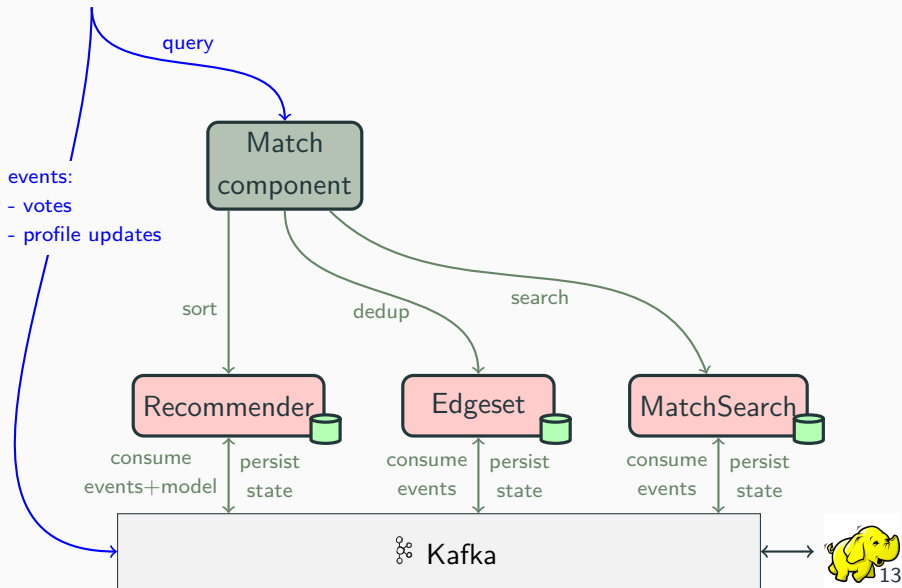 query
Match
component
events:
- votes
- profile updates
sort
dedup
search
Recommender
Edgeset
MatchSearch
consume
events+model
persist
state
consume
events
persist
state
consume
events
persist
state
Kafka
13